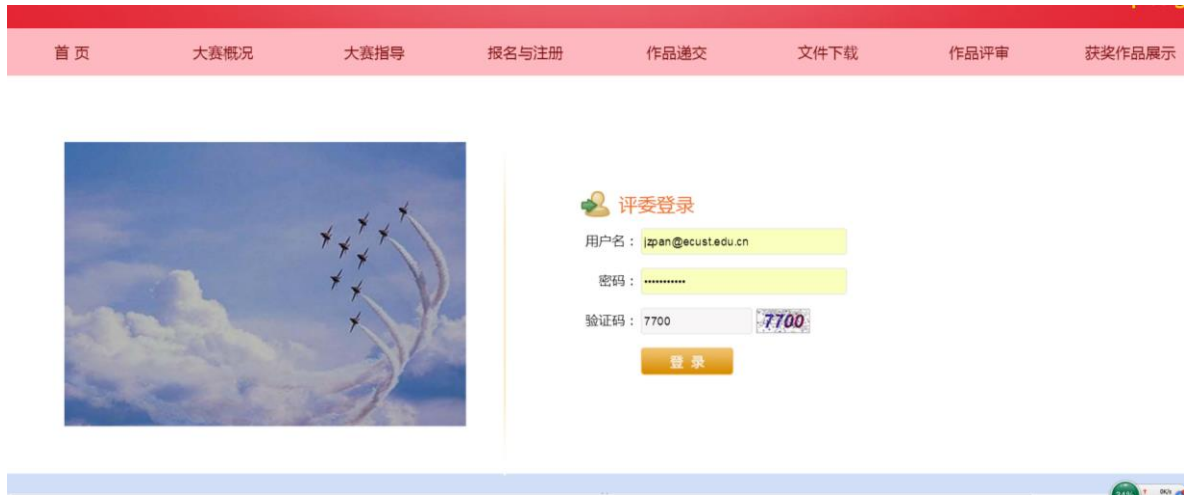 首 页 大赛概况 大赛指导 报名与注册 作品递交 文件下载 作品评审 获奖作品展示
评委登录
用户名： jzpan@ecust.edu.cn
密码： •••••••••••
验证码： 7700 7700
登 录